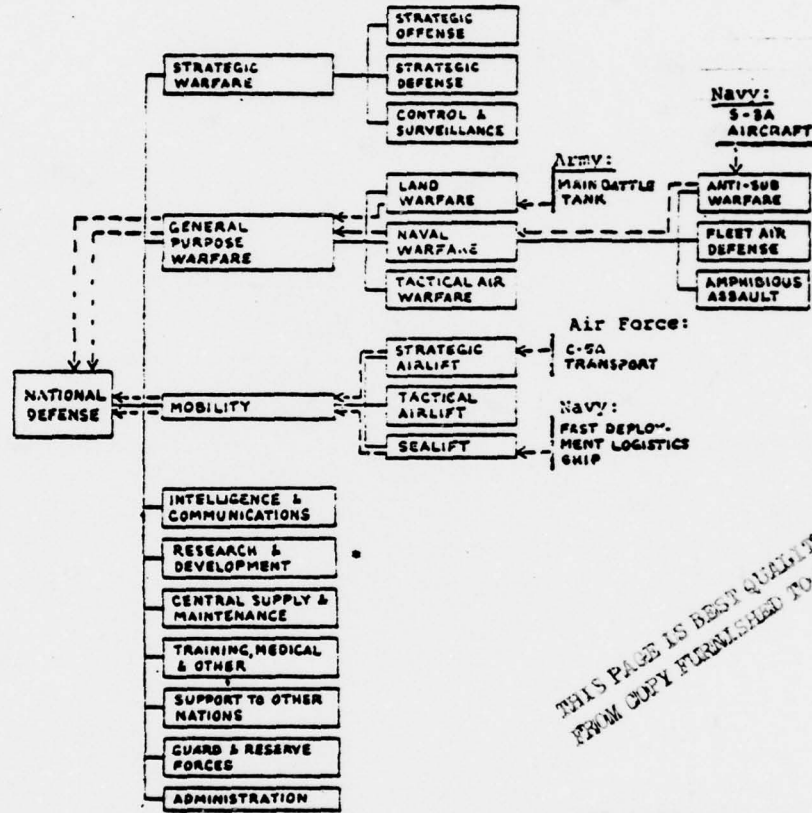 STRATEGIC
OFFENSE
STRATEGIC
WARFARE
STRATEGIC
DEFENSE
CONTROL &
SURVEILLANCE
Navy:
S-3A
AIRCRAFT
Army:
MAIN BATTLE
TANK
LAND
WARFARE
ANTI-SUB
WARFARE
GENERAL
PURPOSE
WARFARE
NAVAL
WARFARE
FLEET AIR
DEFENSE
TACTICAL AIR
WARFARE
AMPHIBIOUS
ASSAULT
Air Force:
C-5A
TRANSPORT
STRATEGIC
AIRLIFT
NATIONAL
DEFENSE
MOBILITY
TACTICAL
AIRLIFT
Navy:
FAST DEPLOY-
MENT LOGISTICS
SHIP
SEALIFT
INTELLIGENCE &
COMMUNICATIONS
RESEARCH &
DEVELOPMENT *
CENTRAL SUPPLY &
MAINTENANCE
TRAINING, MEDICAL
& OTHER
SUPPORT TO OTHER
NATIONS
GUARD & RESERVE
FORCES
ADMINISTRATION
THIS PAGE IS BEST QUALIT
FROM COPY FURNISHED TO